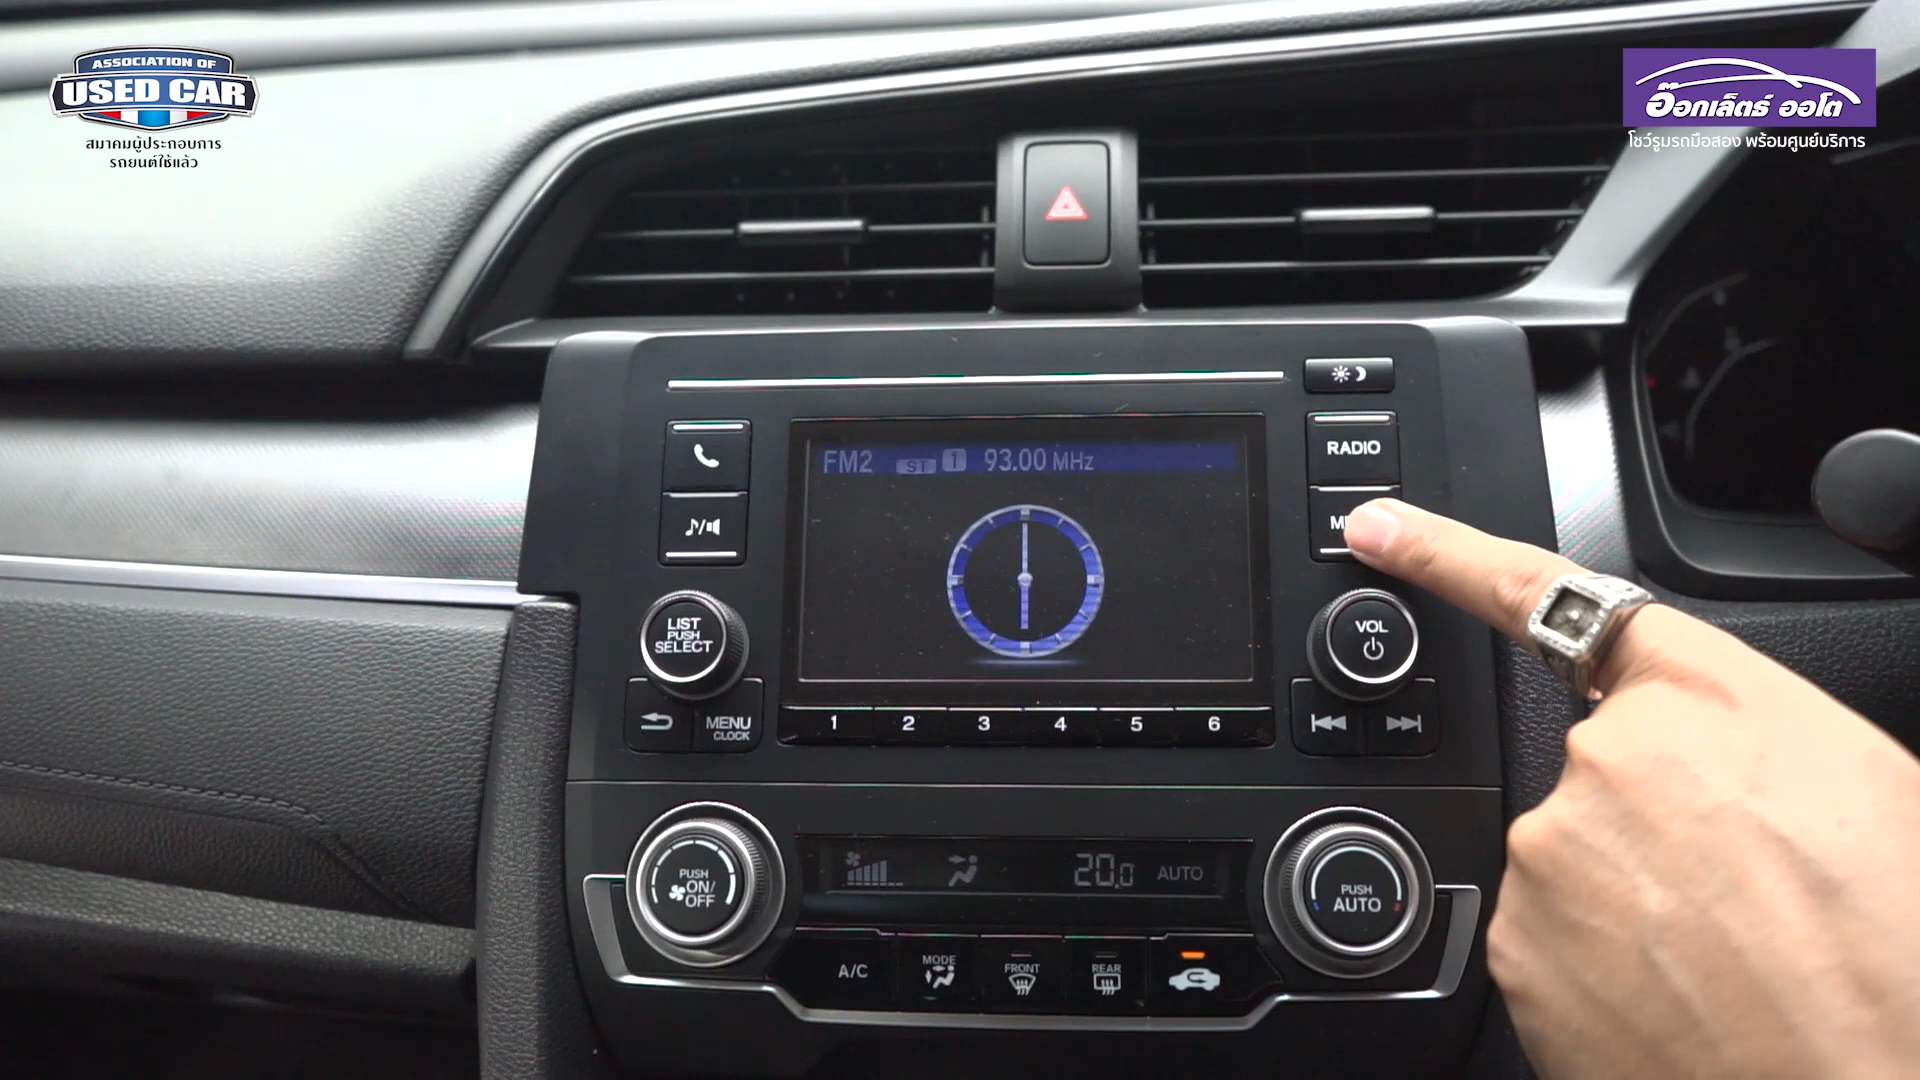 ASSOCIATION OF
USED CAR
สมาคมผู้ประกอบการ
รถยนต์ใช้แล้ว
อ๊อกเล็ตร์ ออโต
โชว์รูมรถมือสอง พร้อมศูนย์บริการ
RADIO
FM2 ST 1 93.00 MHz
LIST
PUSH
SELECT
VOL
MENU
CLOCK
1 2 3 4 5 6
PUSH
ON/
OFF
20.0 AUTO
PUSH
AUTO
A/C
MODE
FRONT
REAR